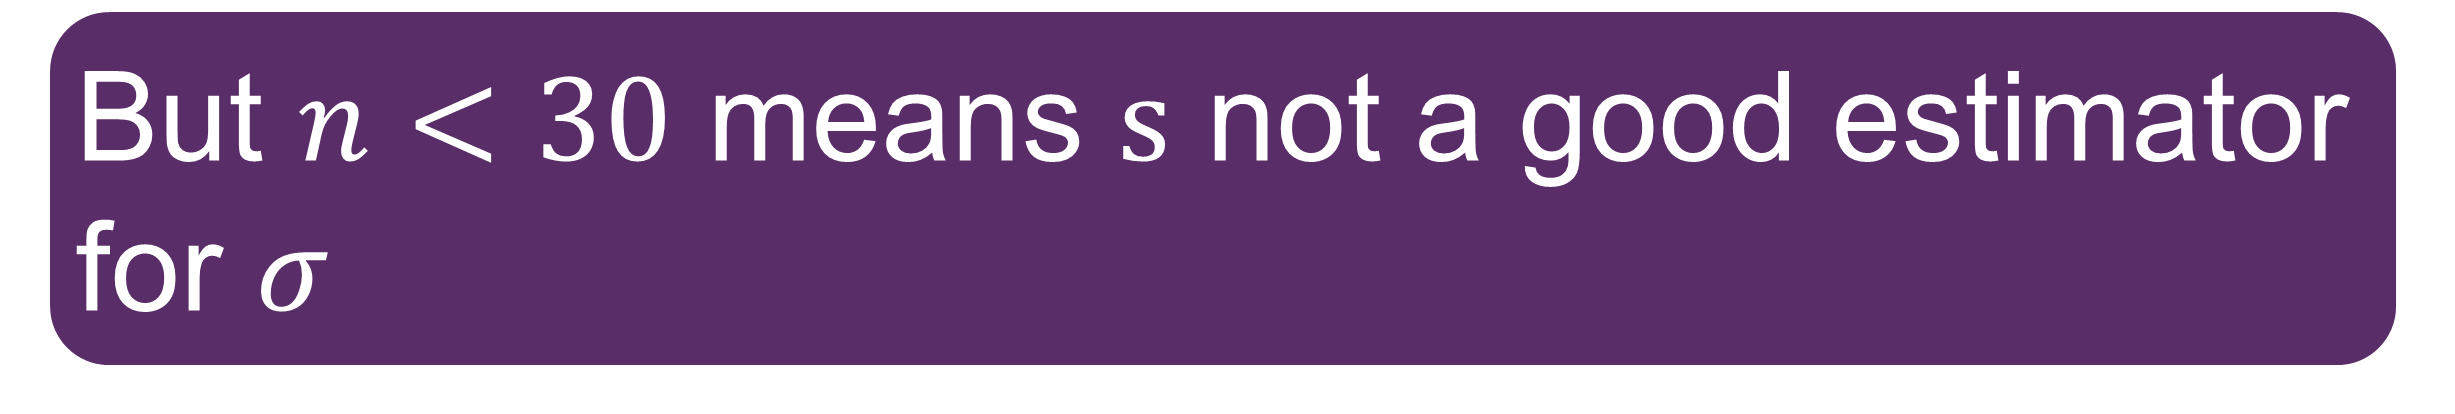 But 𝑛 < 30 means 𝑠 not a good estimator
for 𝜎